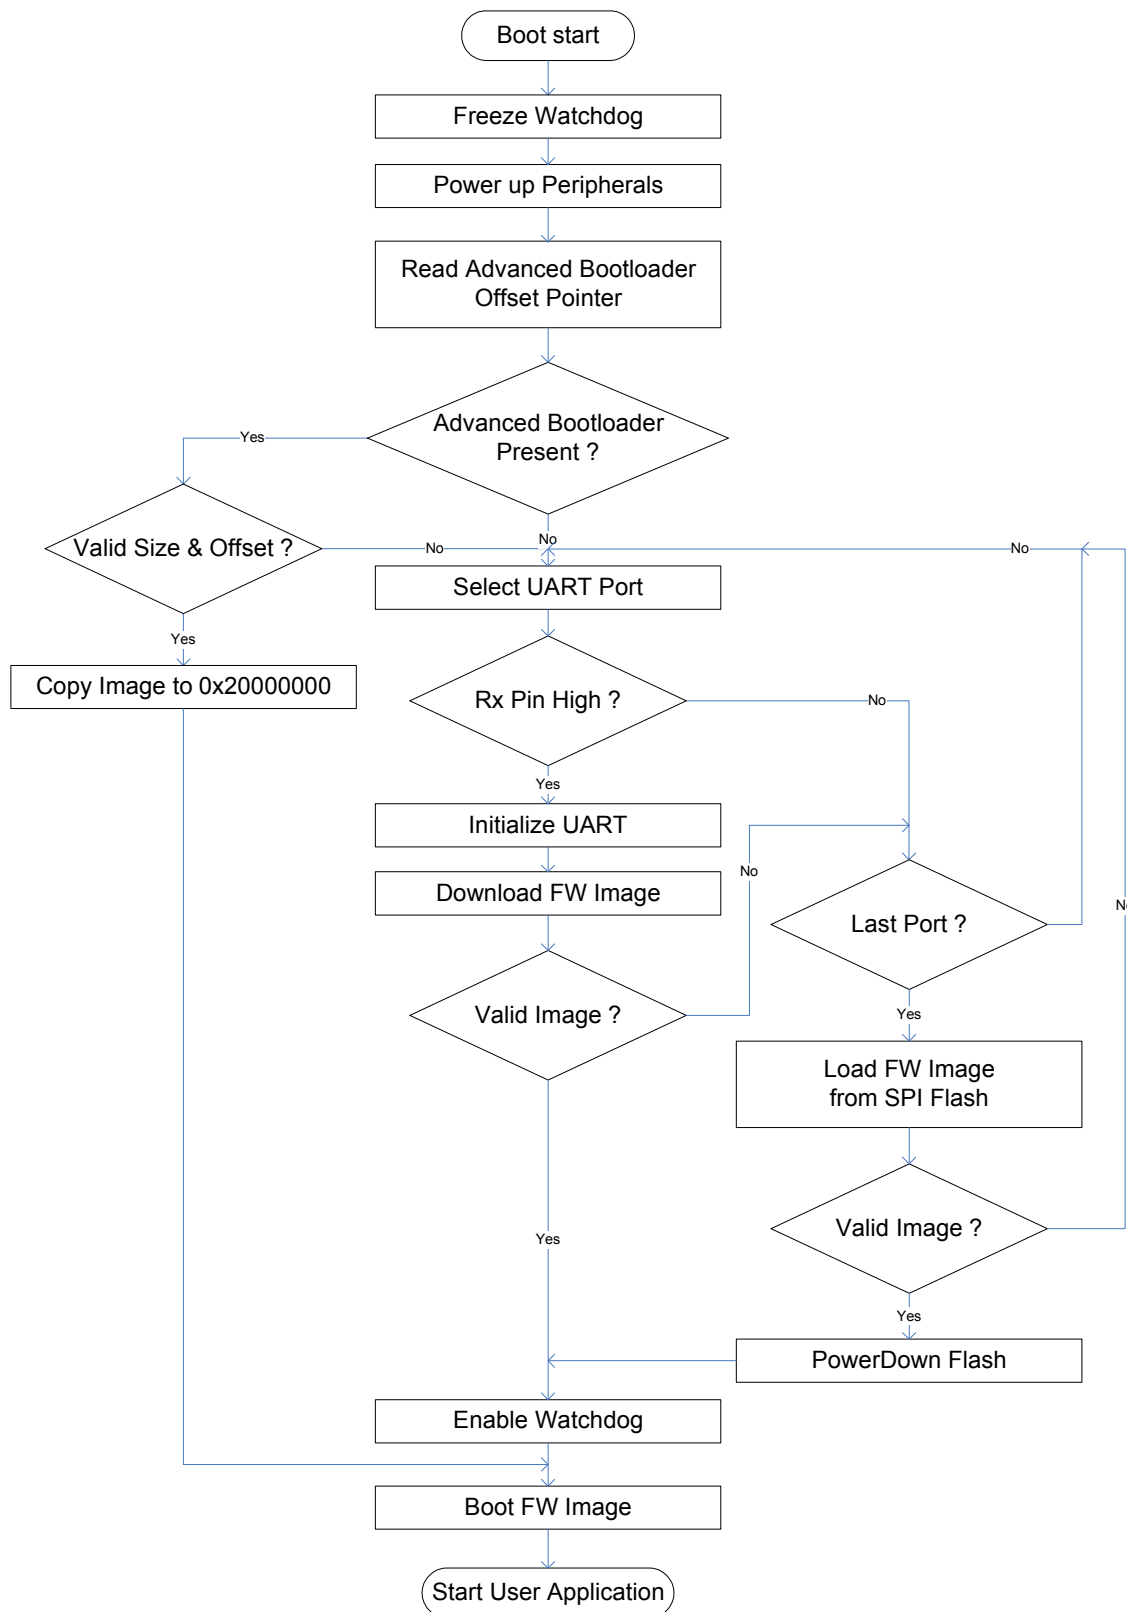 Boot start
Freeze Watchdog
Power up Peripherals
Read Advanced Bootloader
Offset Pointer
Advanced Bootloader
Present ?
Yes
No
Valid Size & Offset ?
No
No
Select UART Port
Yes
Copy Image to 0x20000000
Rx Pin High ?
No
Yes
Initialize UART
No
Download FW Image
Last Port ?
Valid Image ?
Yes
Load FW Image
from SPI Flash
Valid Image ?
Yes
Yes
PowerDown Flash
Enable Watchdog
Boot FW Image
Start User Application